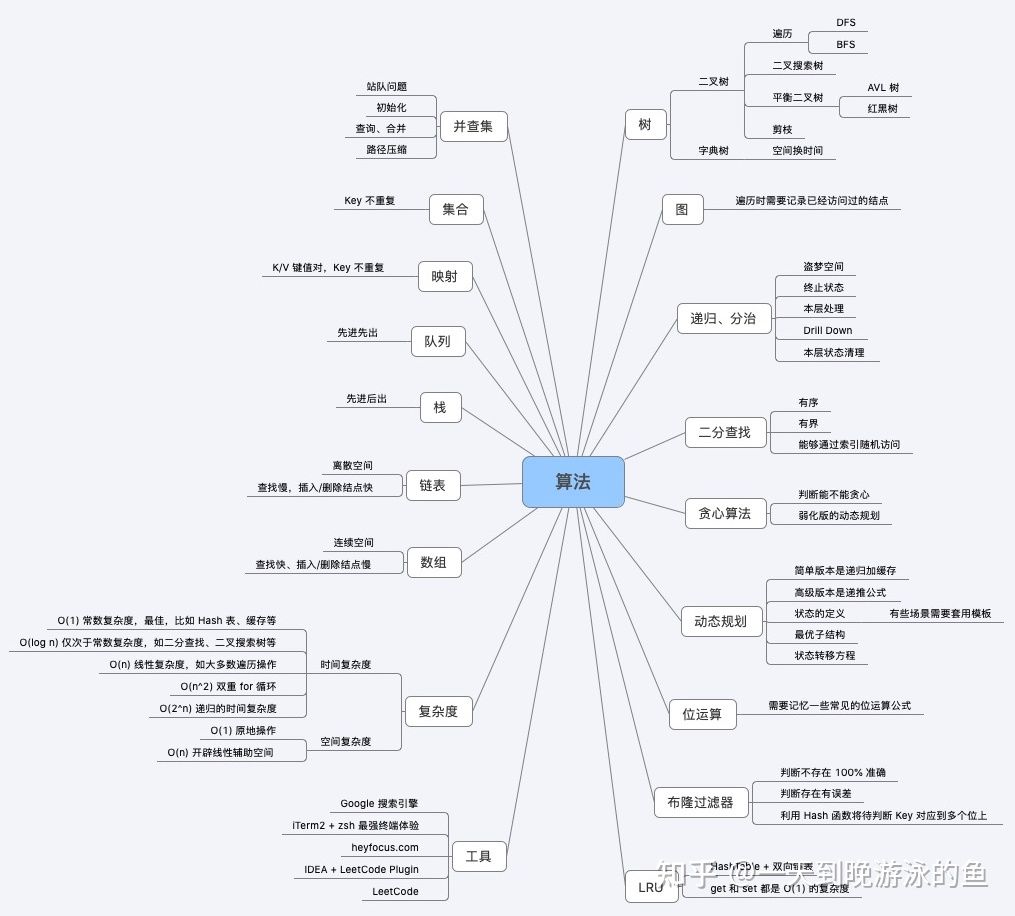 算法
树
二叉树
遍历
DFS
BFS
二叉搜索树
平衡二叉树
AVL 树
红黑树
剪枝
字典树
空间换时间
图
遍历时需要记录已经访问过的结点
递归、分治
盗梦空间
终止状态
本层处理
Drill Down
本层状态清理
二分查找
有序
有界
能够通过索引随机访问
贪心算法
判断能不能贪心
弱化版的动态规划
动态规划
简单版本是递归加缓存
高级版本是递推公式
状态的定义
有些场景需要套用模板
最优子结构
状态转移方程
位运算
需要记忆一些常见的位运算公式
布隆过滤器
判断不存在 100% 准确
判断存在有误差
利用 Hash 函数将待判断 Key 对应到多个位上
LRU
HashTable + 双向链表
get 和 set 都是 O(1) 的复杂度
并查集
站队问题
初始化
查询、合并
路径压缩
集合
Key 不重复
映射
K/V 键值对，Key 不重复
队列
先进先出
栈
先进后出
链表
离散空间
查找慢，插入/删除结点快
数组
连续空间
查找快、插入/删除结点慢
复杂度
时间复杂度
O(1) 常数复杂度，最佳，比如 Hash 表、缓存等
O(log n) 仅次于常数复杂度，如二分查找、二叉搜索树等
O(n) 线性复杂度，如大多数遍历操作
O(n^2) 双重 for 循环
O(2^n) 递归的时间复杂度
空间复杂度
O(1) 原地操作
O(n) 开辟线性辅助空间
工具
Google 搜索引擎
iTerm2 + zsh 最强终端体验
heyfocus.com
IDEA + LeetCode Plugin
LeetCode
知乎 @一天到晚游泳的鱼